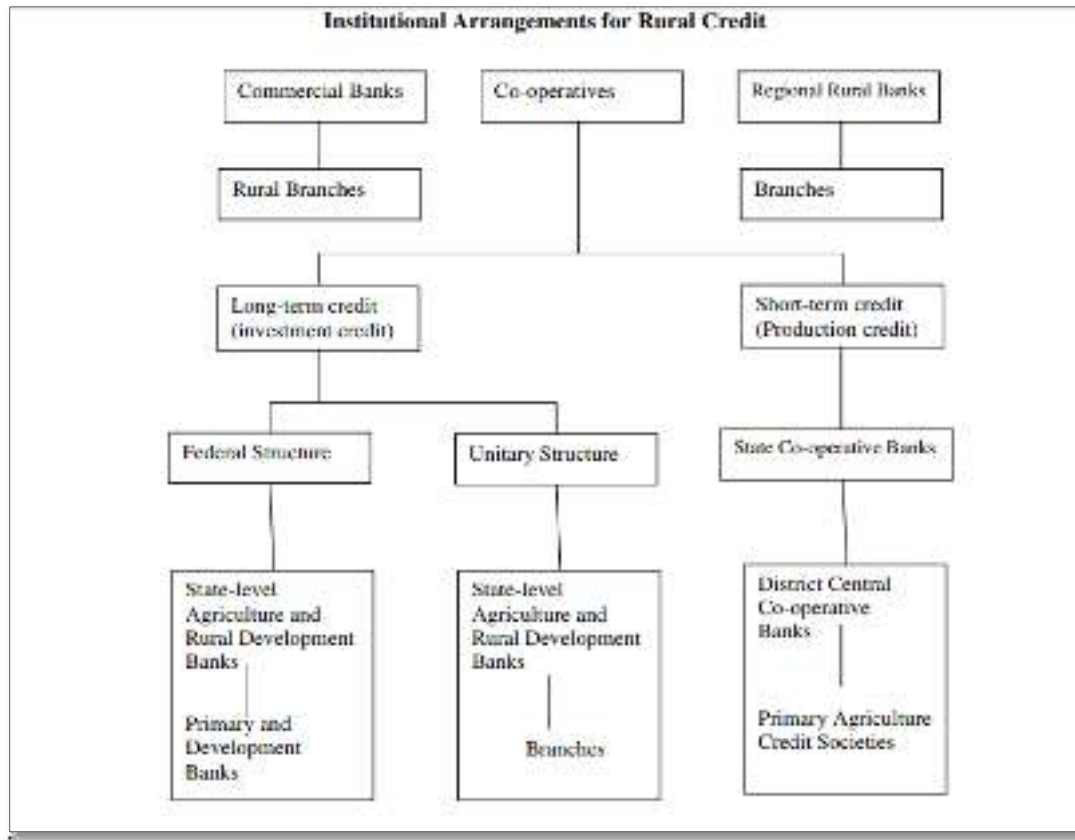 Institutional Arrangements for Rural Credit
Commercial Banks
Co-operatives
Regional Rural Banks
Rural Branches
Branches
Long-term credit
(investment credit)
Short-term credit
(Production credit)
Federal Structure
Unitary Structure
State Co-operative Banks
State-level
Agriculture and
Rural Development
Banks
Primary and
Development
Banks
State-level
Agriculture and
Rural Development
Banks
Branches
District Central
Co-operative
Banks
Primary Agriculture
Credit Societies